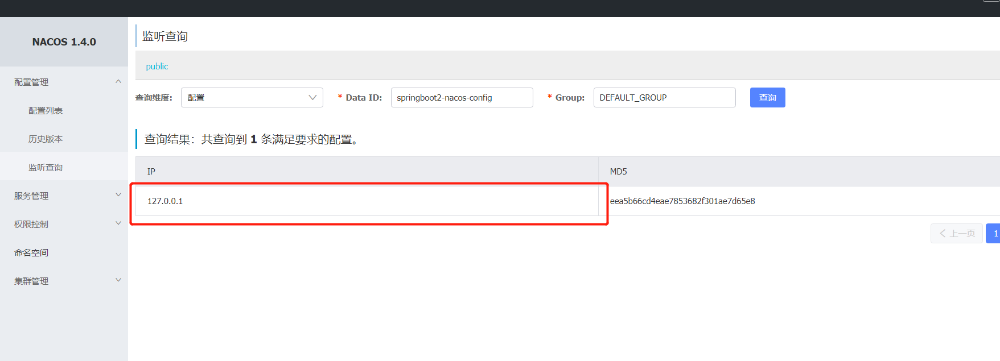 NACOS 1.4.0
配置管理
配置列表
历史版本
监听查询
服务管理
权限控制
命名空间
集群管理
监听查询
public
查询维度: 配置 * Data ID: springboot2-nacos-config * Group: DEFAULT_GROUP 查询
查询结果：共查询到 1 条满足要求的配置。
IP MD5
127.0.0.1 eea5b66cd4eae7853682f301ae7d65e8
上一页 1